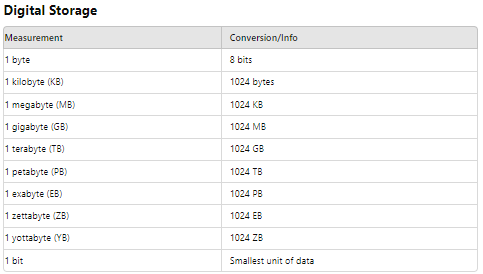 Digital Storage
Measurement Conversion/Info
1 byte 8 bits
1 kilobyte (KB) 1024 bytes
1 megabyte (MB) 1024 KB
1 gigabyte (GB) 1024 MB
1 terabyte (TB) 1024 GB
1 petabyte (PB) 1024 TB
1 exabyte (EB) 1024 PB
1 zettabyte (ZB) 1024 EB
1 yottabyte (YB) 1024 ZB
1 bit Smallest unit of data